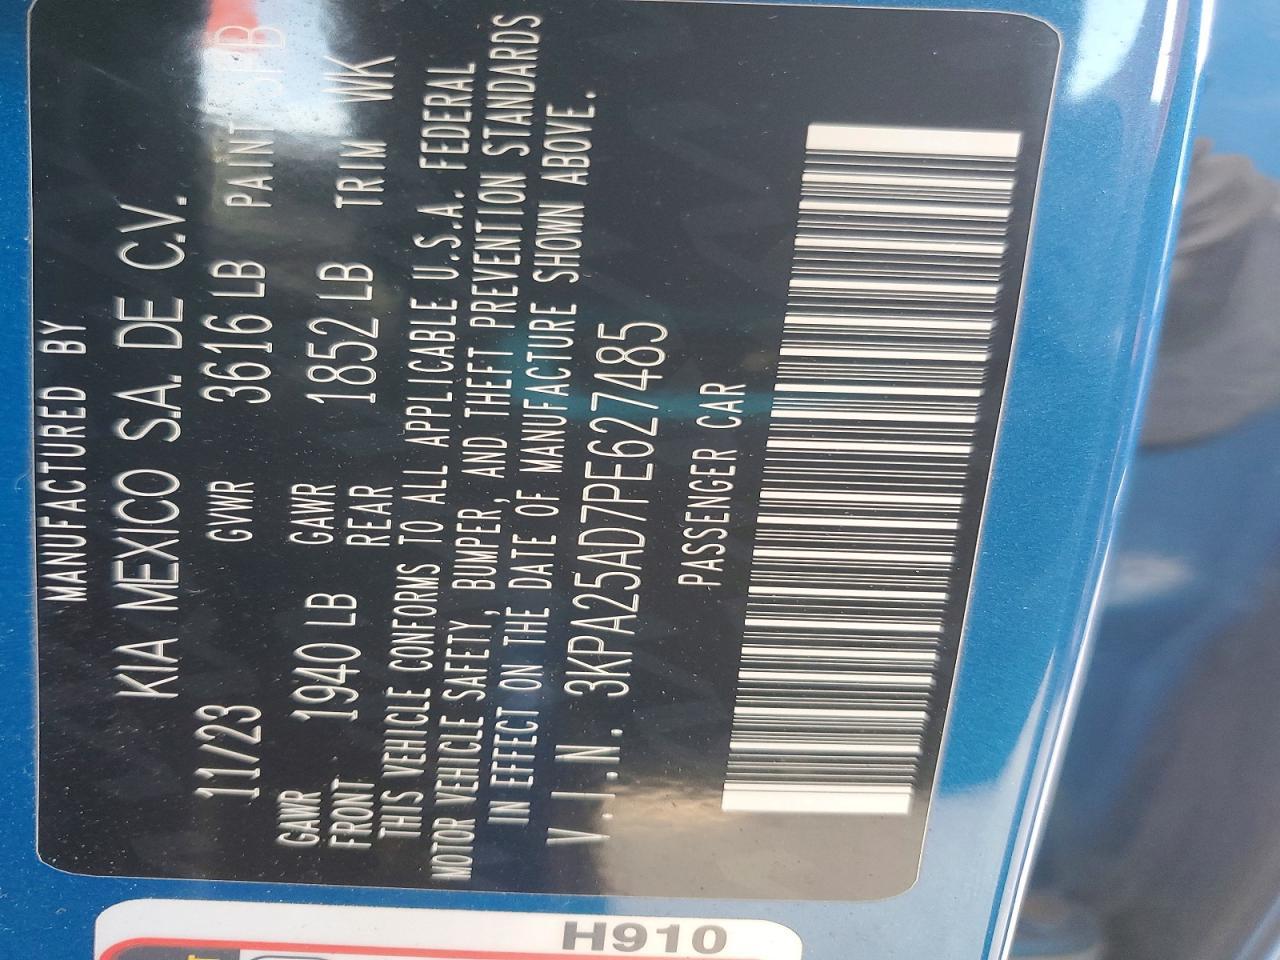 MANUFACTURED BY
KIA MEXICO S.A. DE C.V.
11/23 GVWR 3616 LB PAINT
GAWR FRONT 1940 LB GAWR REAR 1852 LB TRIM WK
THIS VEHICLE CONFORMS TO ALL APPLICABLE U.S.A. FEDERAL
MOTOR VEHICLE SAFETY, BUMPER, AND THEFT PREVENTION STANDARDS
IN EFFECT ON THE DATE OF MANUFACTURE SHOWN ABOVE.
V.I.N. 3KPA25AD7PE627485
PASSENGER CAR
H910